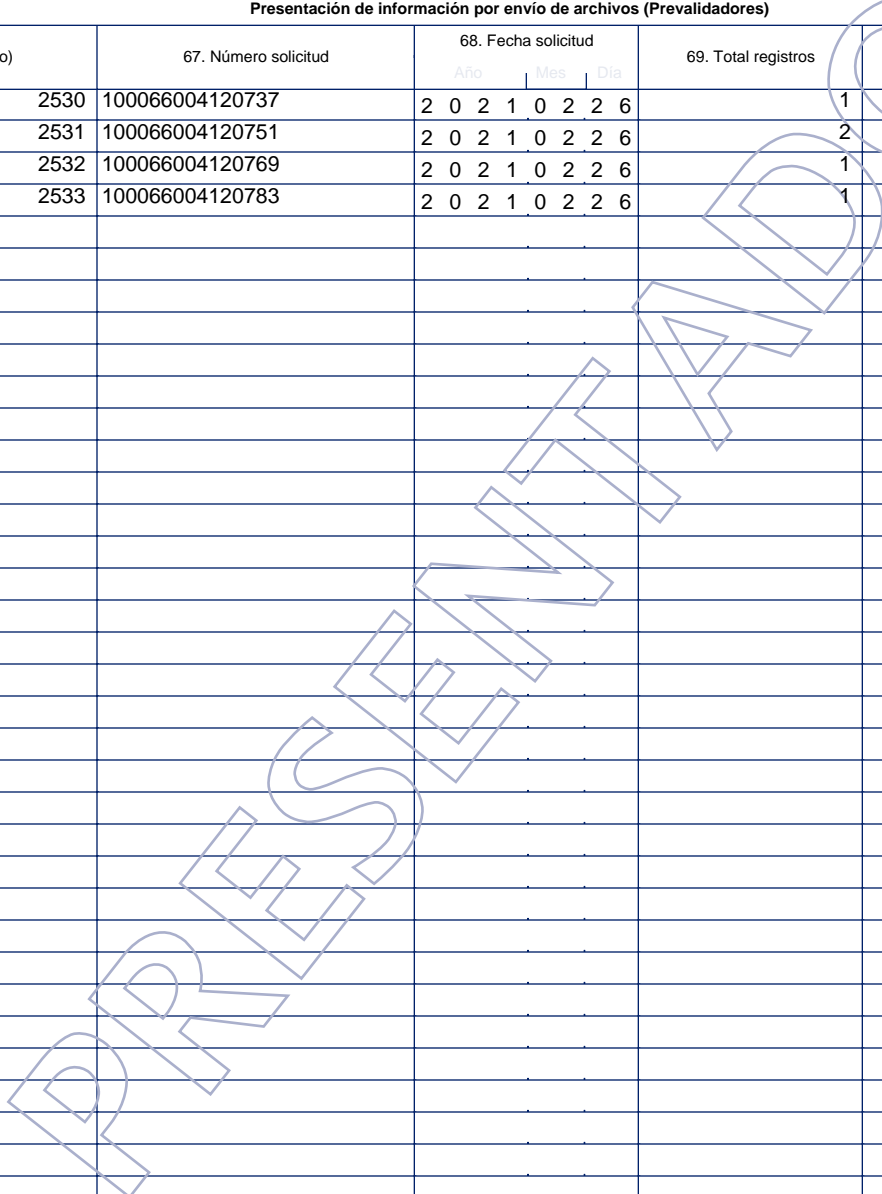 Presentación de información por envío de archivos (Prevalidadores)
o) 67. Número solicitud 68. Fecha solicitud 69. Total registros
Año Mes Día
2530 100066004120737 2 0 2 1 0 2 2 6 1
2531 100066004120751 2 0 2 1 0 2 2 6 2
2532 100066004120769 2 0 2 1 0 2 2 6 1
2533 100066004120783 2 0 2 1 0 2 2 6 1
PRESENTADO